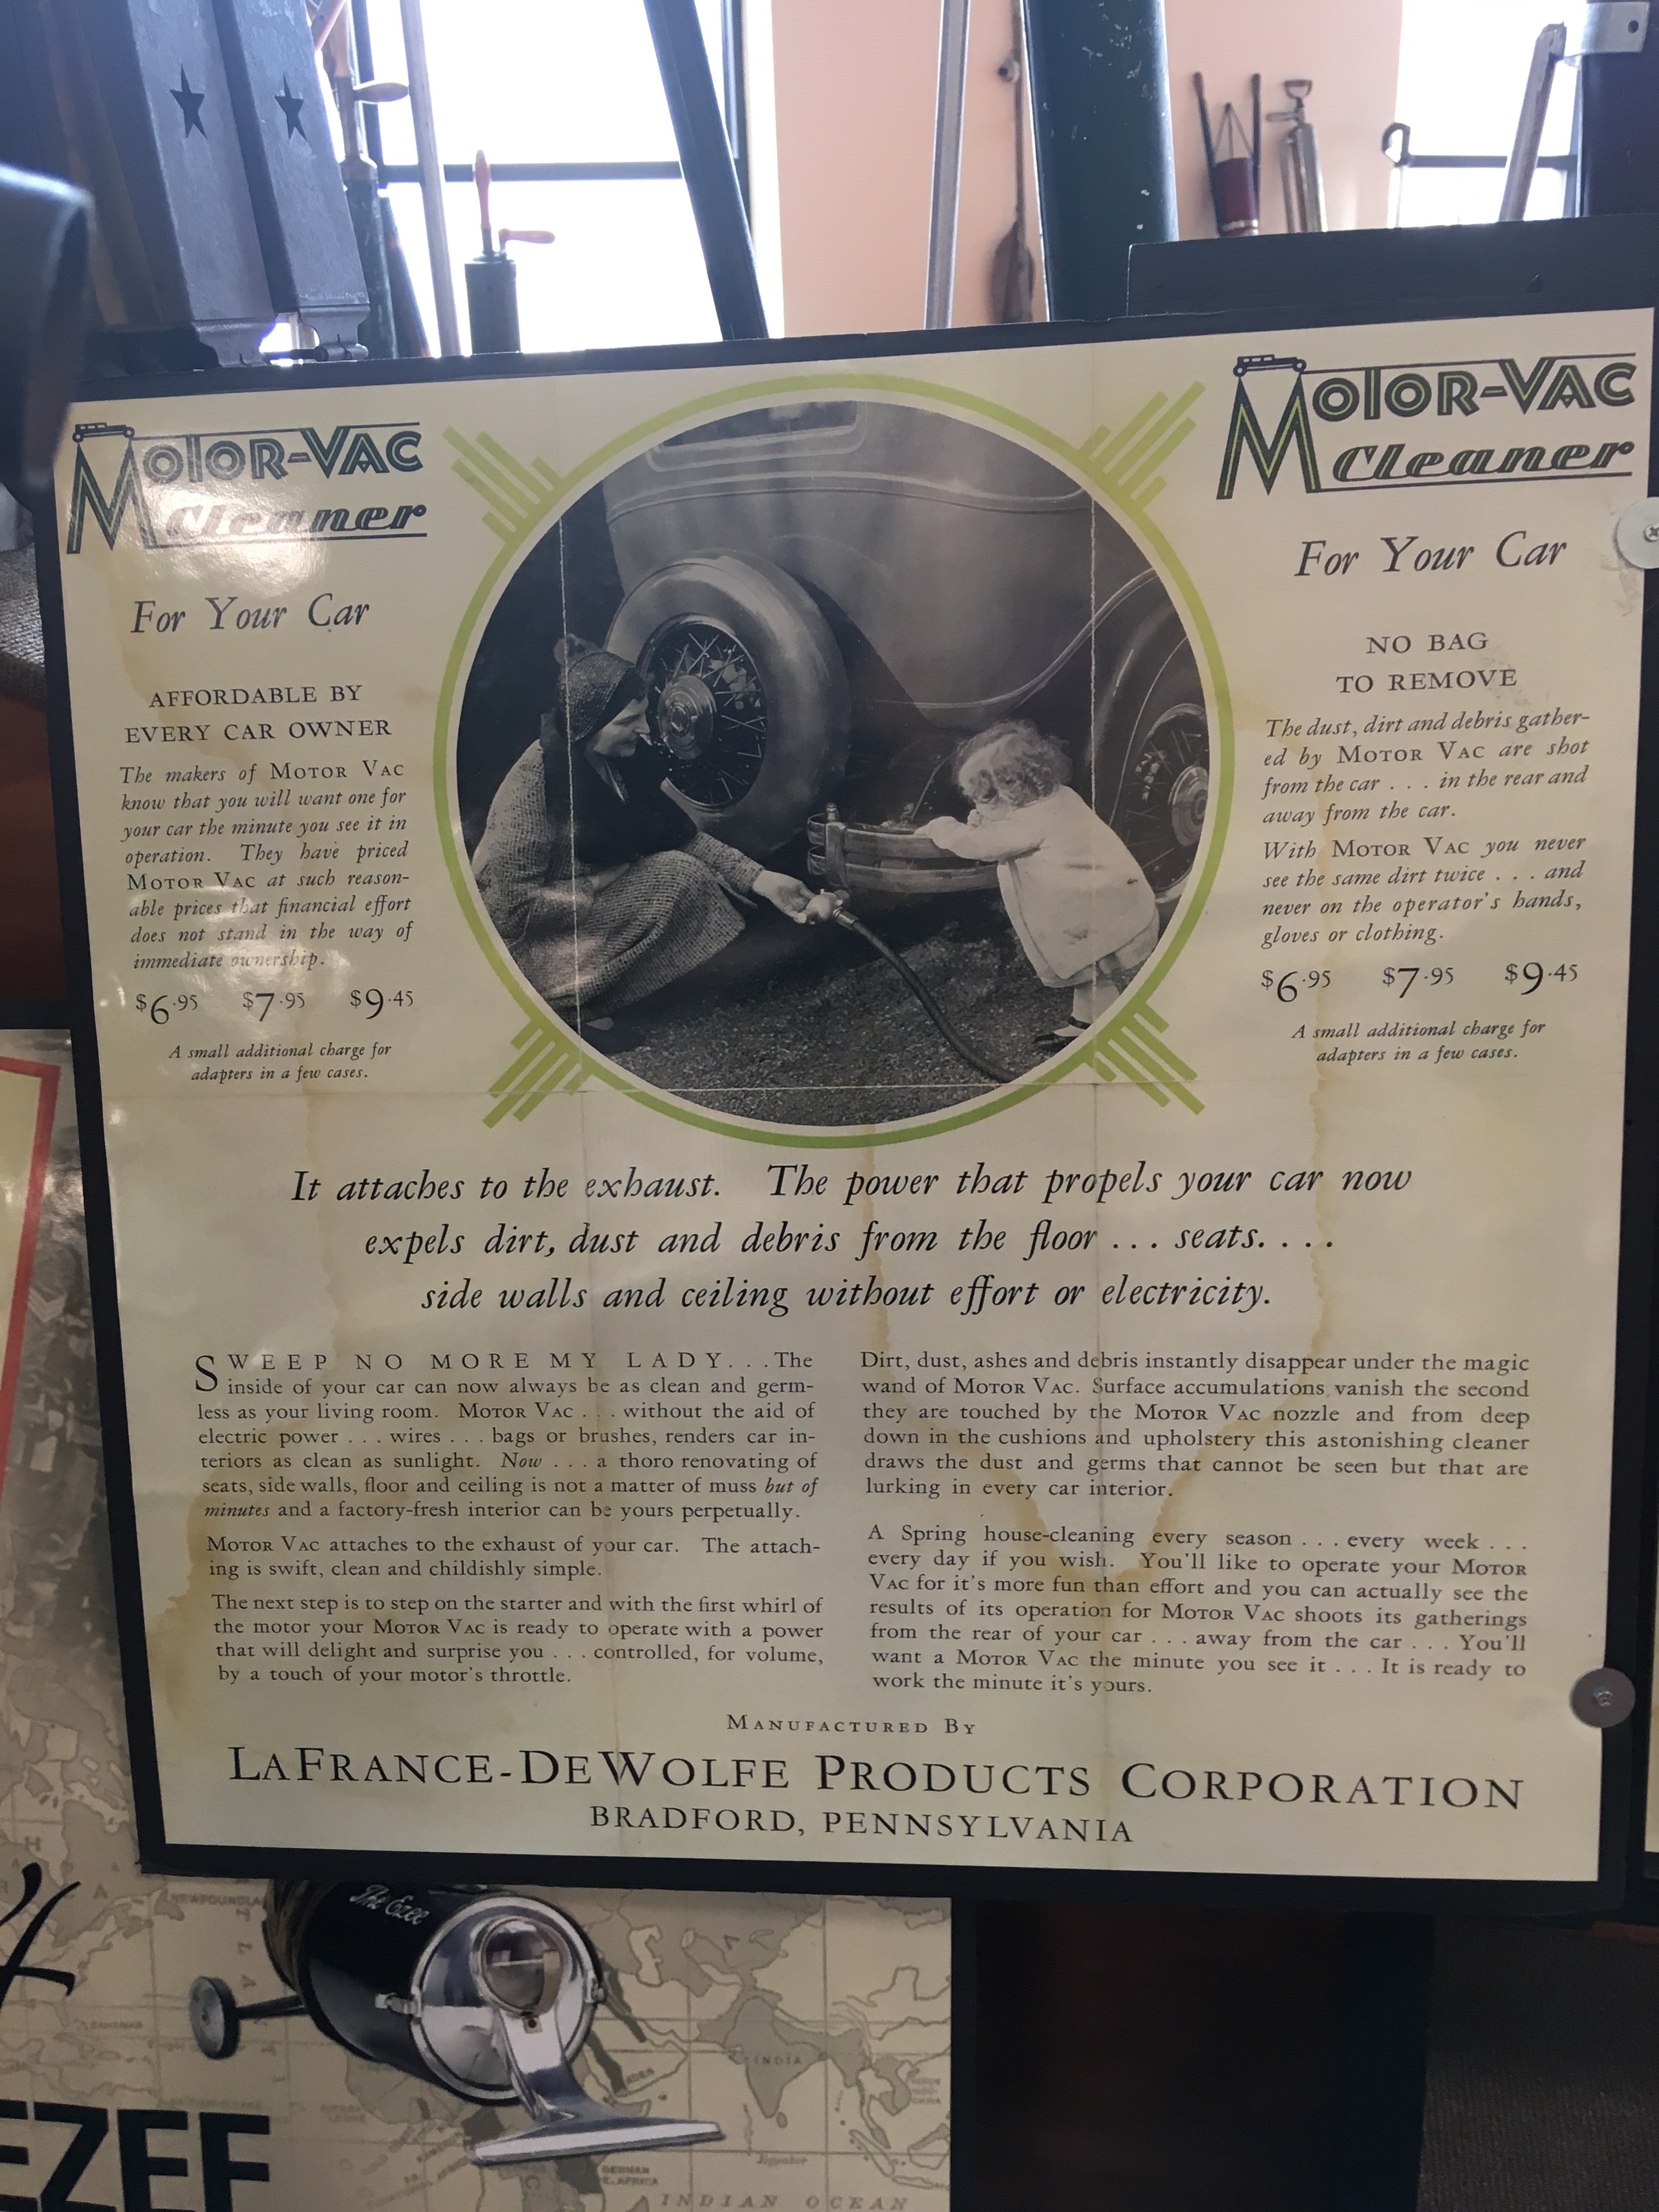 MOTOR-VAC
Cleaner
For Your Car
AFFORDABLE BY
EVERY CAR OWNER
The makers of MOTOR VAC
know that you will want one for
your car the minute you see it in
operation. They have priced
MOTOR VAC at such reason-
able prices that financial effort
does not stand in the way of
immediate ownership.
$6.95 $7.95 $9.45
A small additional charge for
adapters in a few cases.
MOTOR-VAC
Cleaner
For Your Car
NO BAG
TO REMOVE
The dust, dirt and debris gather-
ed by MOTOR VAC are shot
from the car . . . in the rear and
away from the car.
With MOTOR VAC you never
see the same dirt twice . . . and
never on the operator's hands,
gloves or clothing.
$6.95 $7.95 $9.45
A small additional charge for
adapters in a few cases.
It attaches to the exhaust. The power that propels your car now
expels dirt, dust and debris from the floor . . . seats. . . .
side walls and ceiling without effort or electricity.
SWEEP NO MORE MY LADY. . . The
inside of your car can now always be as clean and germ-
less as your living room. MOTOR VAC . . . without the aid of
electric power . . . wires . . . bags or brushes, renders car in-
teriors as clean as sunlight. Now . . . a thoro renovating of
seats, side walls, floor and ceiling is not a matter of muss but of
minutes and a factory-fresh interior can be yours perpetually.
MOTOR VAC attaches to the exhaust of your car. The attach-
ing is swift, clean and childishly simple.
The next step is to step on the starter and with the first whirl of
the motor your MOTOR VAC is ready to operate with a power
that will delight and surprise you . . . controlled, for volume,
by a touch of your motor's throttle.
Dirt, dust, ashes and debris instantly disappear under the magic
wand of MOTOR VAC. Surface accumulations vanish the second
they are touched by the MOTOR VAC nozzle and from deep
down in the cushions and upholstery this astonishing cleaner
draws the dust and germs that cannot be seen but that are
lurking in every car interior.
A Spring house-cleaning every season . . . every week . . .
every day if you wish. You'll like to operate your MOTOR
VAC for it's more fun than effort and you can actually see the
results of its operation for MOTOR VAC shoots its gatherings
from the rear of your car . . . away from the car . . . You'll
want a MOTOR VAC the minute you see it . . . It is ready to
work the minute it's yours.
MANUFACTURED BY
LAFRANCE-DEWOLFE PRODUCTS CORPORATION
BRADFORD, PENNSYLVANIA
The Ezee
NEWFOUNDLA
INDIA
ADEN
EZEE
GERMAN
E. AFRICA
Equator
INDIAN OCEAN